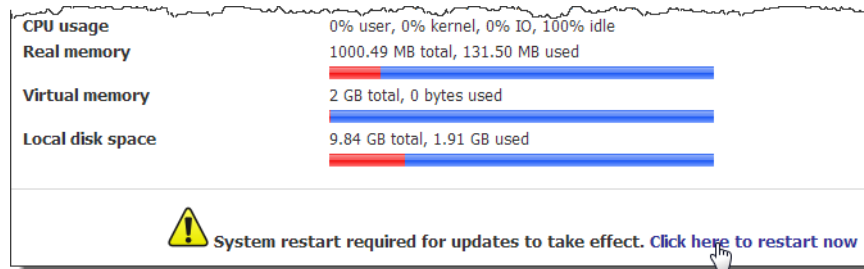 CPU usage 0% user, 0% kernel, 0% IO, 100% idle
Real memory 1000.49 MB total, 131.50 MB used
Virtual memory 2 GB total, 0 bytes used
Local disk space 9.84 GB total, 1.91 GB used
System restart required for updates to take effect. Click here to restart now